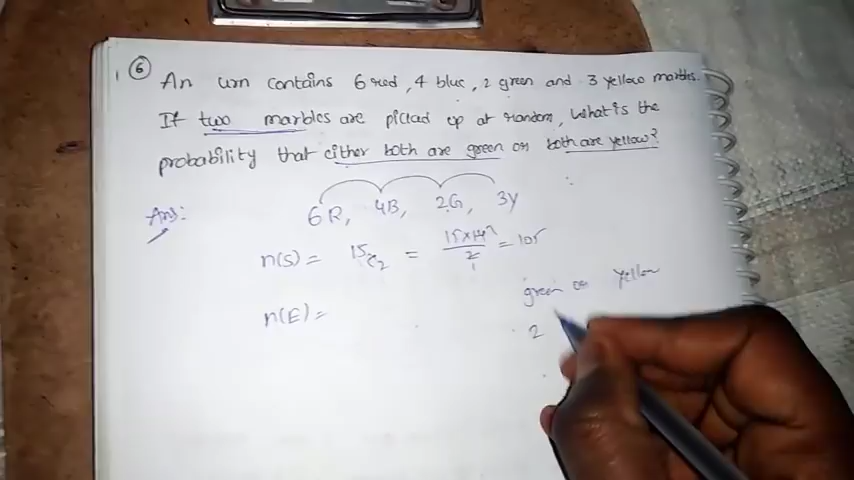 6
An urn contains 6 red, 4 blue, 2 green and 3 yellow marbles.
If two marbles are picked up at random, what is the
probability that either both are green or both are yellow?
Ans:
6R, 4B, 2G, 3Y
n(S) = 15c2 = 15×14 7 / 2 1 = 105
green or yellow
n(E) =
2